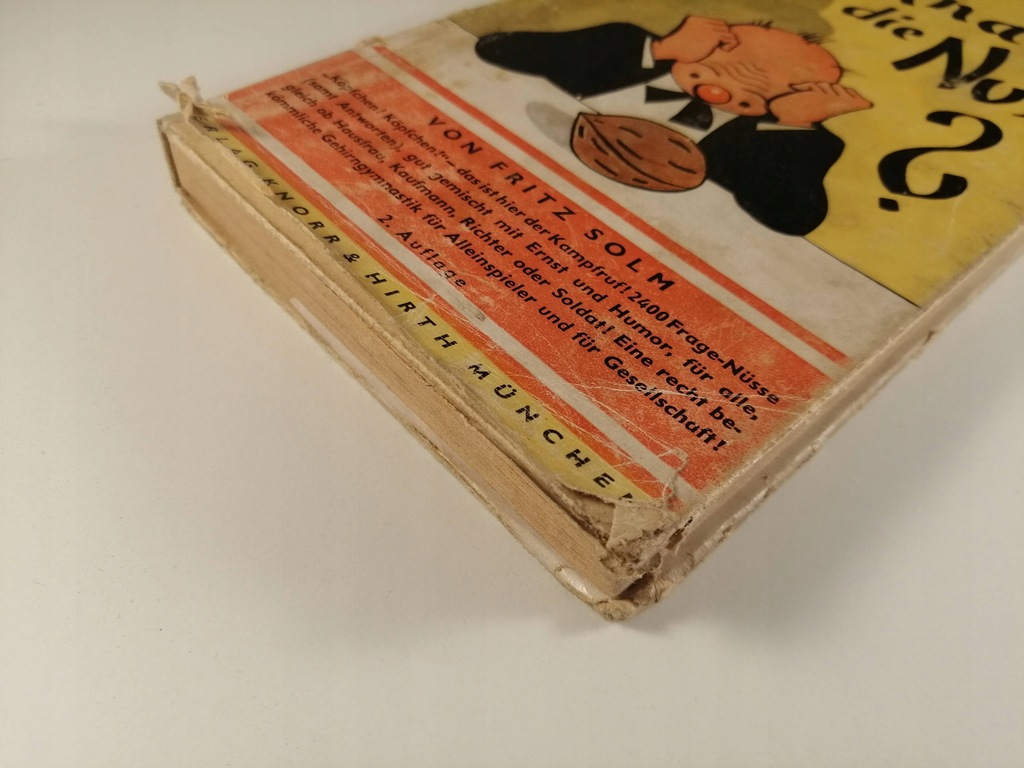 die
?
VON FRITZ SOLM
„Köpfchen! Köpfchen!“ – das ist hier der Kampfruf! 2400 Frage-Nüsse
(samt Antworten), gut gemischt mit Ernst und Humor, für alle,
gleich ob Hausfrau, Kaufmann, Richter oder Soldat! Eine recht be-
kömmliche Gehirngymnastik für Alleinspieler und für Gesellschaft!
2. Auflage
KNORR & HIRTH MÜNCHEN